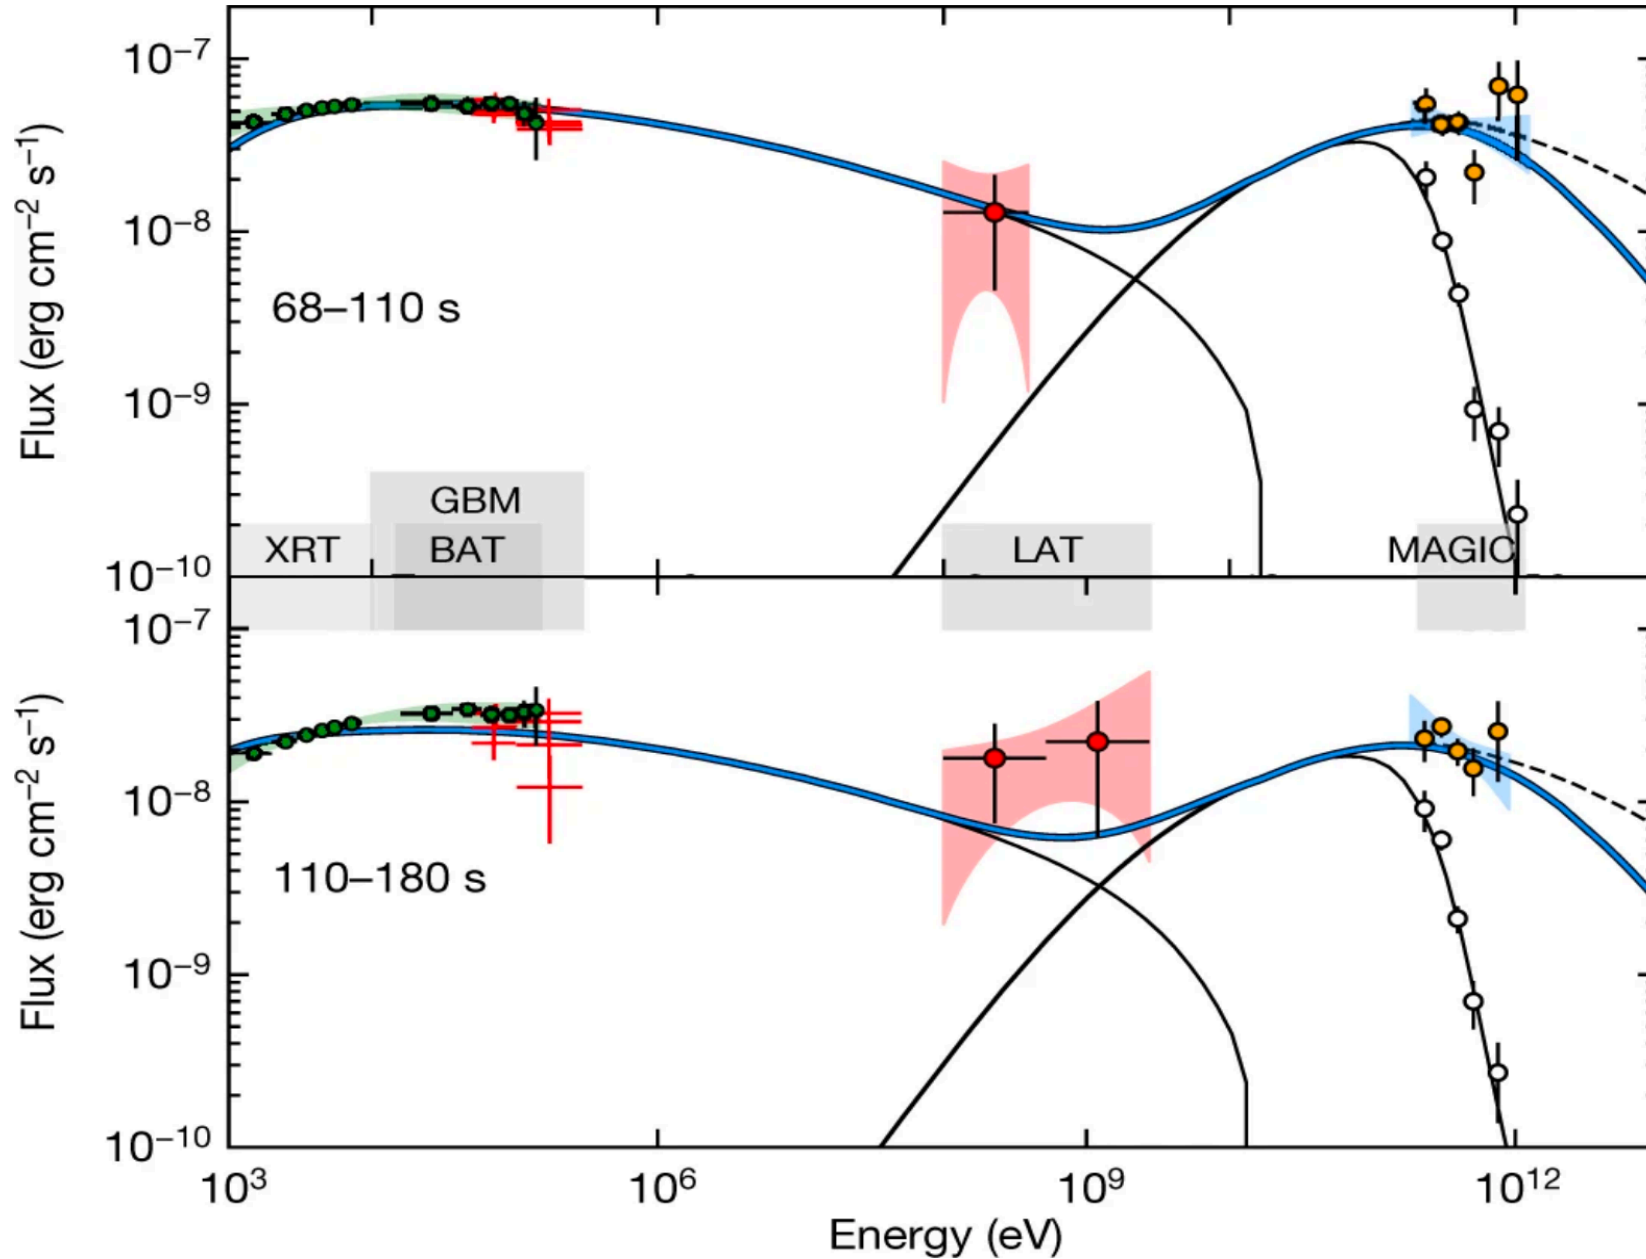 10⁻⁷
10⁻⁸
10⁻⁹
10⁻¹⁰
Flux (erg cm⁻² s⁻¹)
68–110 s
GBM
XRT
BAT
LAT
MAGIC
10⁻⁷
10⁻⁸
10⁻⁹
10⁻¹⁰
Flux (erg cm⁻² s⁻¹)
110–180 s
10³
10⁶
10⁹
10¹²
Energy (eV)